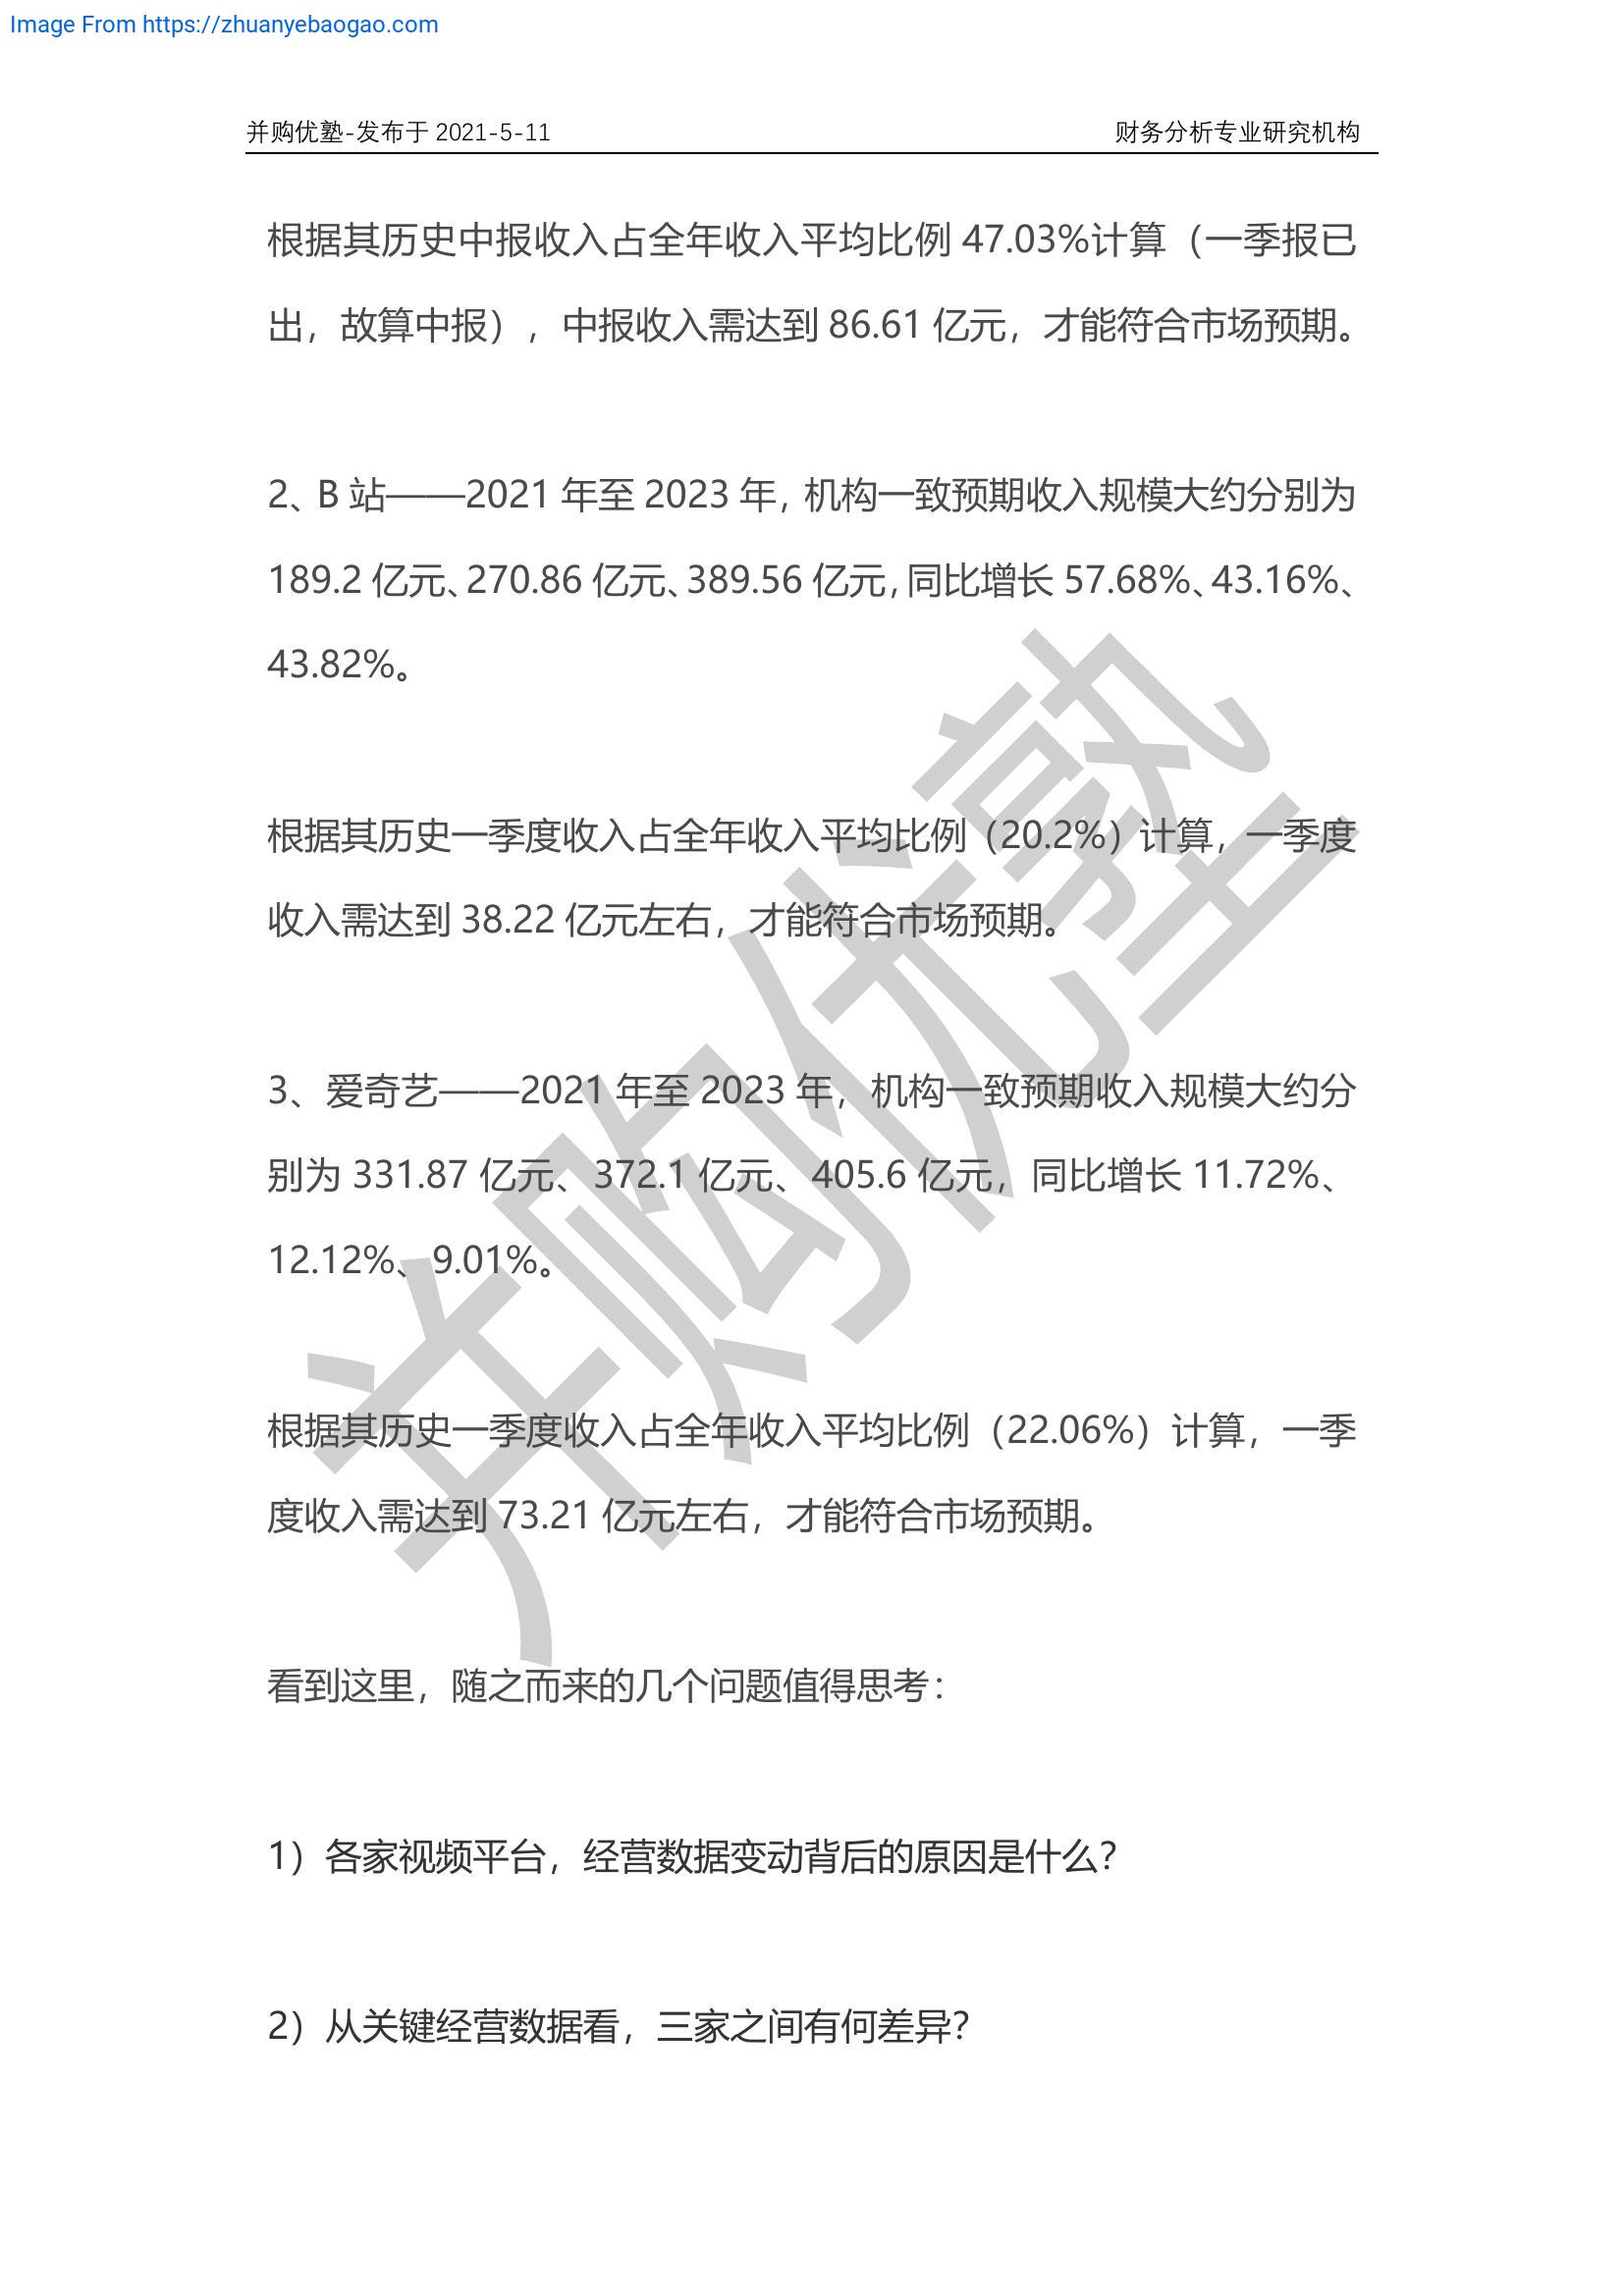 Image From https://zhuanyebaogao.com
并购优塾-发布于 2021-5-11 财务分析专业研究机构
根据其历史中报收入占全年收入平均比例 47.03%计算（一季报已
出，故算中报），中报收入需达到 86.61 亿元，才能符合市场预期。
2、B 站——2021 年至 2023 年，机构一致预期收入规模大约分别为
189.2 亿元、270.86 亿元、389.56 亿元，同比增长 57.68%、43.16%、
43.82%。
根据其历史一季度收入占全年收入平均比例（20.2%）计算，一季度
收入需达到 38.22 亿元左右，才能符合市场预期。
3、爱奇艺——2021 年至 2023 年，机构一致预期收入规模大约分
别为 331.87 亿元、372.1 亿元、405.6 亿元，同比增长 11.72%、
12.12%、9.01%。
根据其历史一季度收入占全年收入平均比例（22.06%）计算，一季
度收入需达到 73.21 亿元左右，才能符合市场预期。
看到这里，随之而来的几个问题值得思考：
1）各家视频平台，经营数据变动背后的原因是什么？
2）从关键经营数据看，三家之间有何差异？
并购优塾